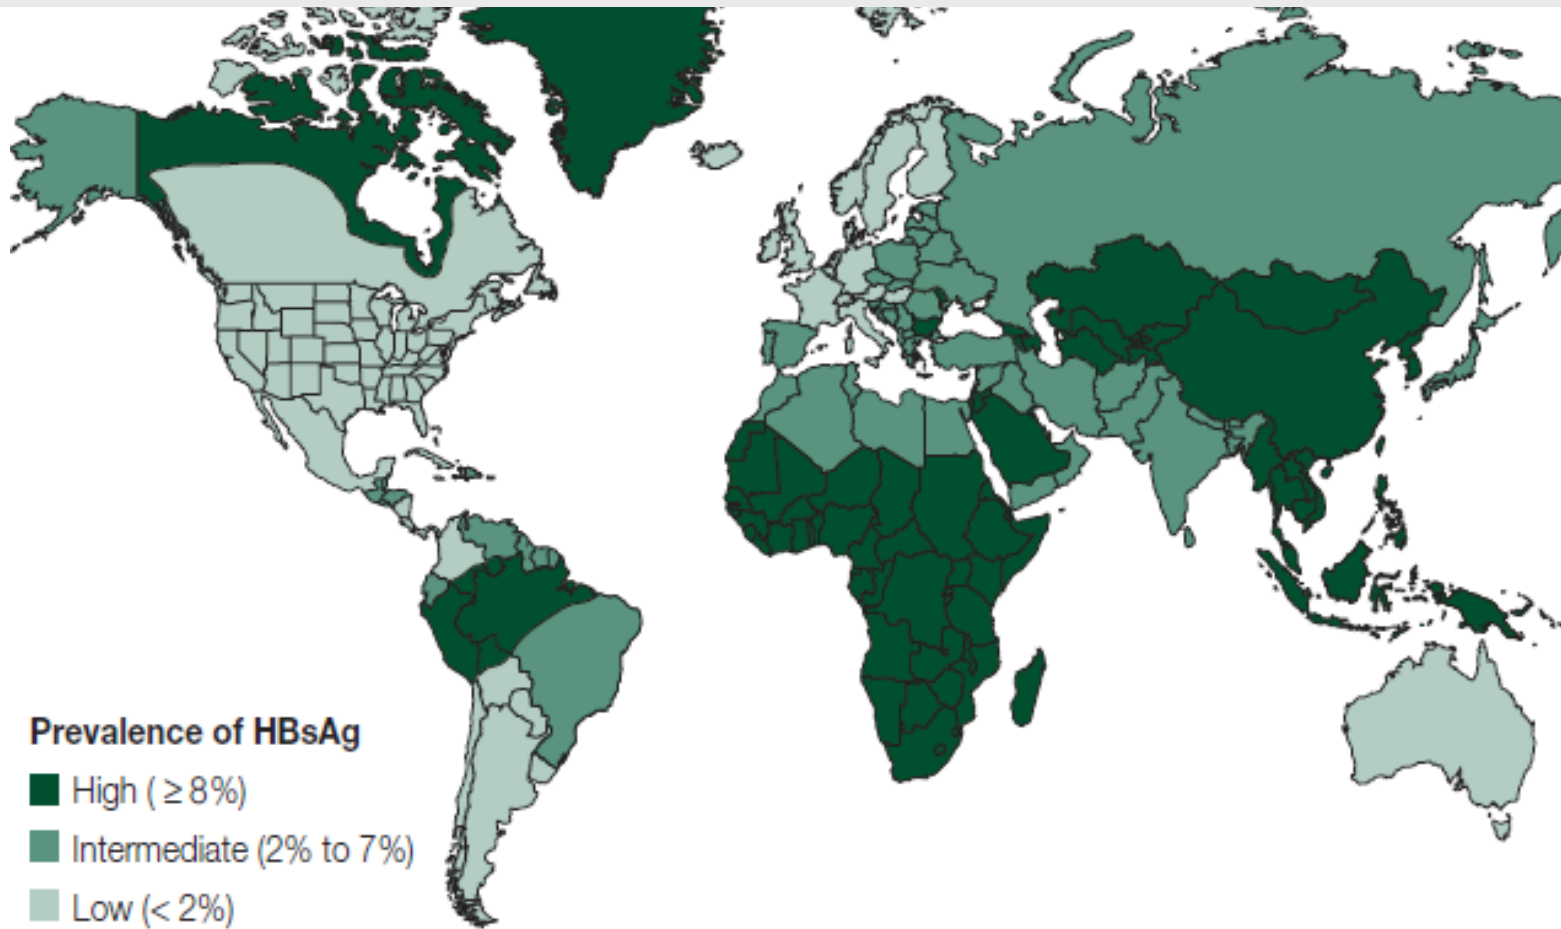 Prevalence of HBsAg
High ( ≥ 8%)
Intermediate (2% to 7%)
Low (< 2%)